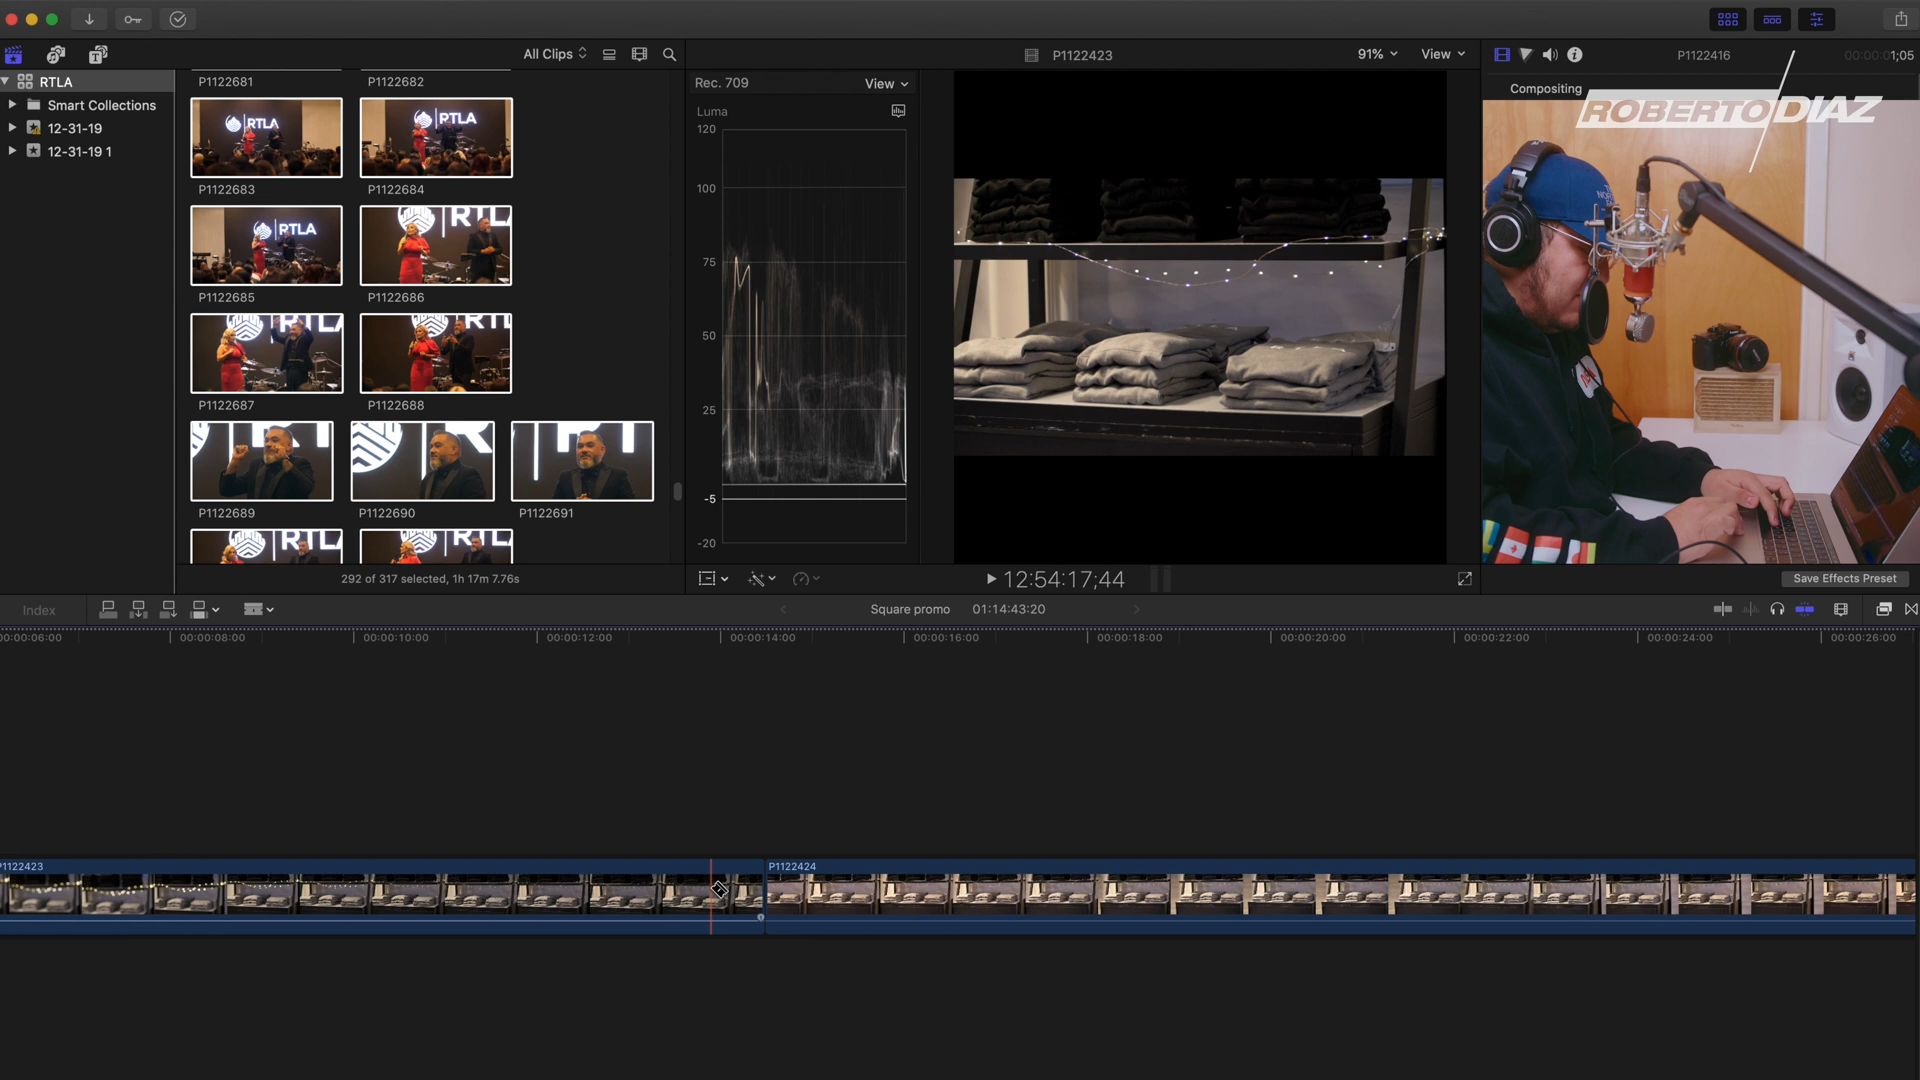 All Clips
P1122423
91%
View
P1122416
00:00:01;05
RTLA
Smart Collections
12-31-19
12-31-19 1
P1122681
P1122682
RTLA
RTLA
P1122683
P1122684
RTLA
RTL
P1122685
P1122686
RTLA
RTL
P1122687
P1122688
P1122689
P1122690
P1122691
RTL
RTL
292 of 317 selected, 1h 17m 7.76s
Rec. 709
View
Luma
120
100
75
50
25
-5
-20
12:54:17;44
Compositing
ROBERTO DIAZ
Save Effects Preset
Index
Square promo
01:14:43:20
00:00:06:00
00:00:08:00
00:00:10:00
00:00:12:00
00:00:14:00
00:00:16:00
00:00:18:00
00:00:20:00
00:00:22:00
00:00:24:00
00:00:26:00
P1122423
P1122424